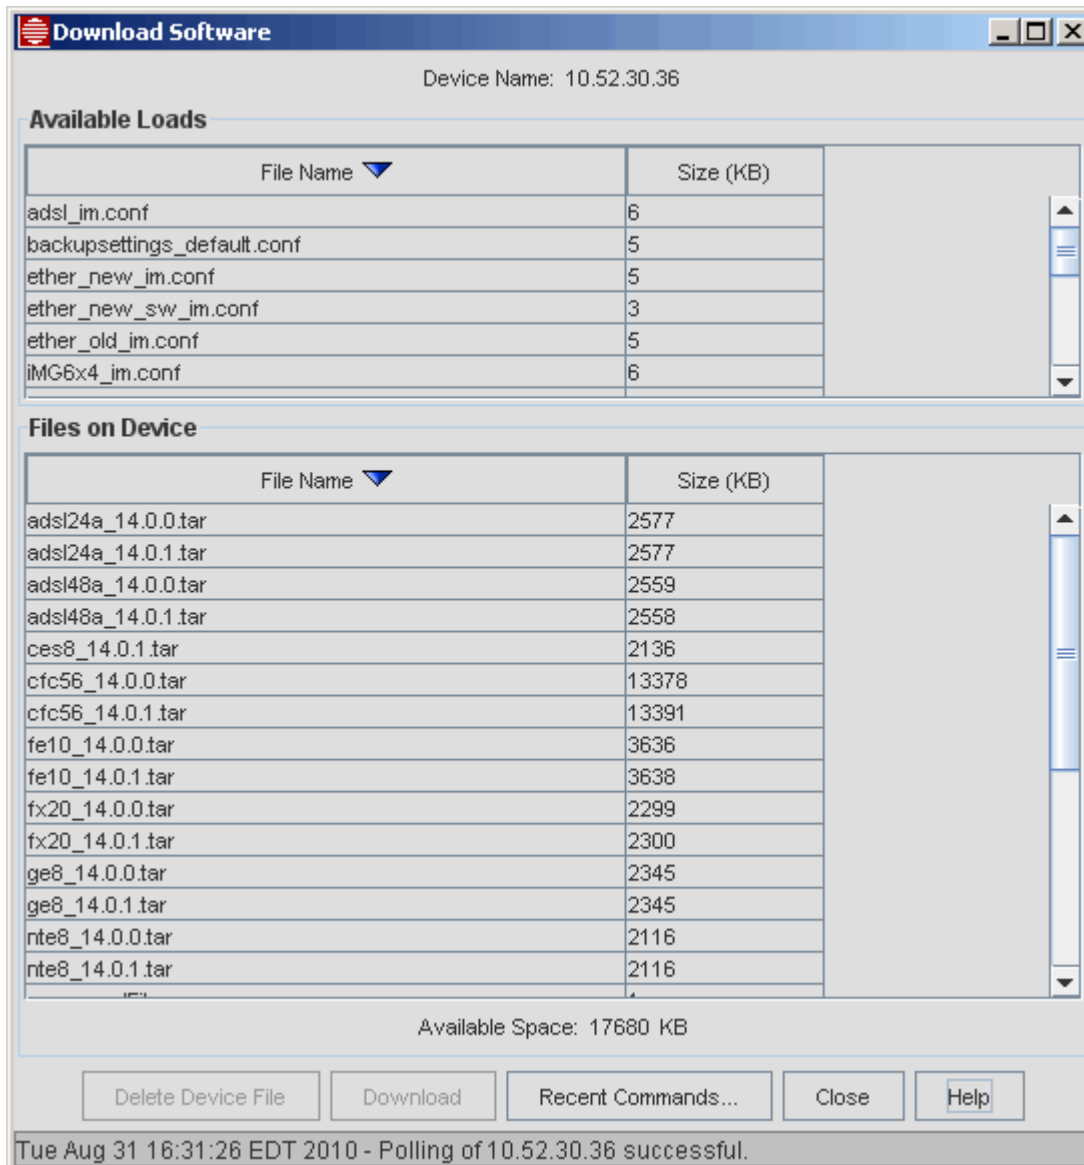 Download Software
Device Name: 10.52.30.36
Available Loads
File Name Size (KB)
adsl_im.conf 6
backupsettings_default.conf 5
ether_new_im.conf 5
ether_new_sw_im.conf 3
ether_old_im.conf 5
iMG6x4_im.conf 6
Files on Device
File Name Size (KB)
adsl24a_14.0.0.tar 2577
adsl24a_14.0.1.tar 2577
adsl48a_14.0.0.tar 2559
adsl48a_14.0.1.tar 2558
ces8_14.0.1.tar 2136
cfc56_14.0.0.tar 13378
cfc56_14.0.1.tar 13391
fe10_14.0.0.tar 3636
fe10_14.0.1.tar 3638
fx20_14.0.0.tar 2299
fx20_14.0.1.tar 2300
ge8_14.0.0.tar 2345
ge8_14.0.1.tar 2345
nte8_14.0.0.tar 2116
nte8_14.0.1.tar 2116
Available Space: 17680 KB
Delete Device File Download Recent Commands... Close Help
Tue Aug 31 16:31:26 EDT 2010 - Polling of 10.52.30.36 successful.